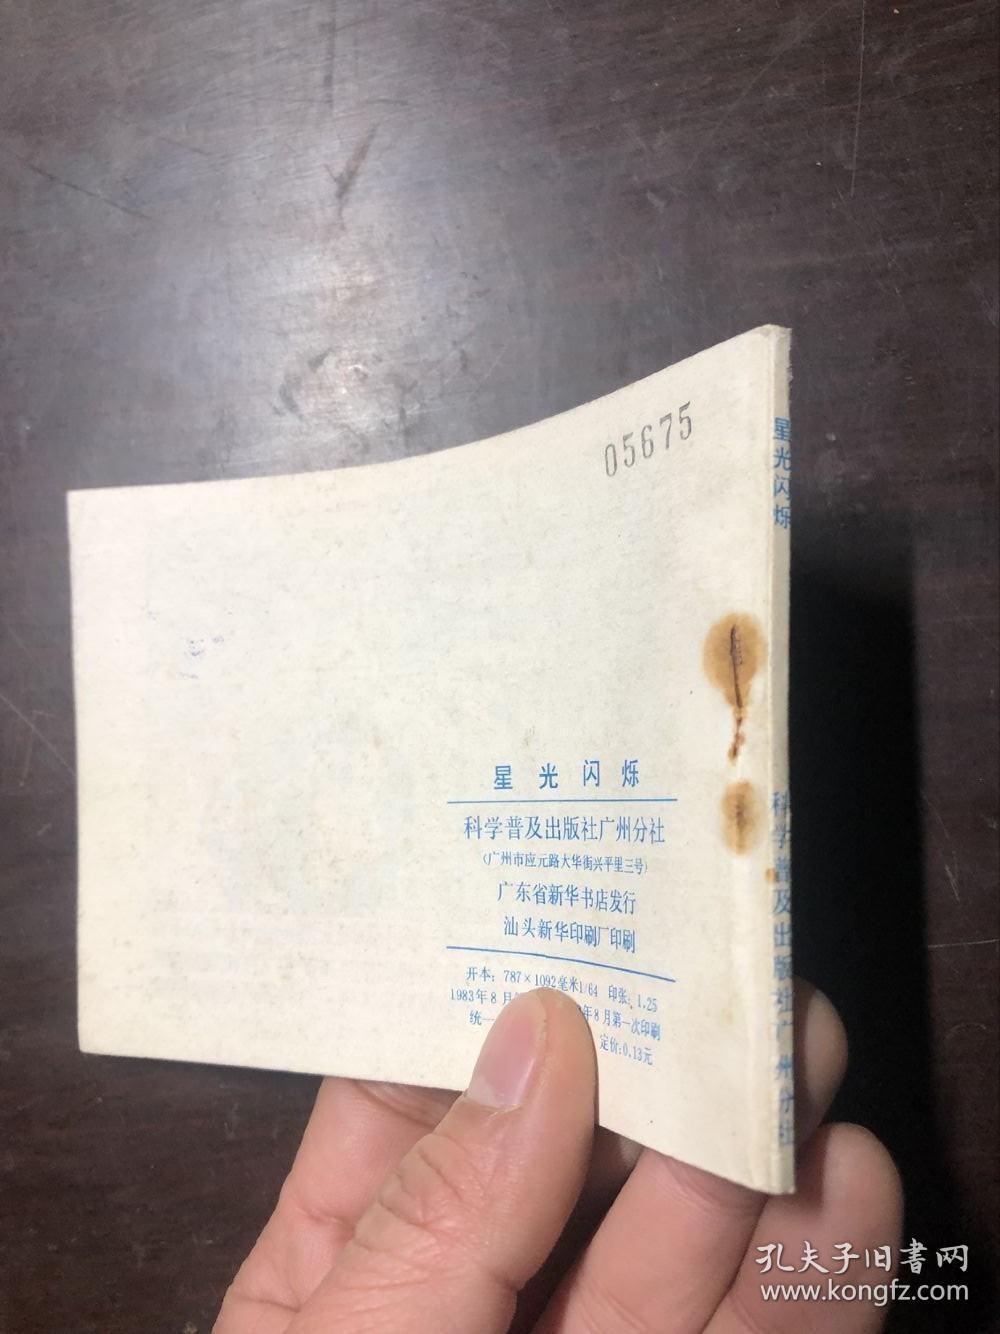 05675
星光闪烁
星光闪烁
科学普及出版社广州分社
(广州市应元路大华街兴平里三号)
广东省新华书店发行
汕头新华印刷厂印刷
开本: 787×1092毫米1/64 印张: 1.25
1983年8月 年8月第一次印刷
统一 定价:0.13元
科学普及出版社广州分社
孔夫子旧书网
www.kongfz.com